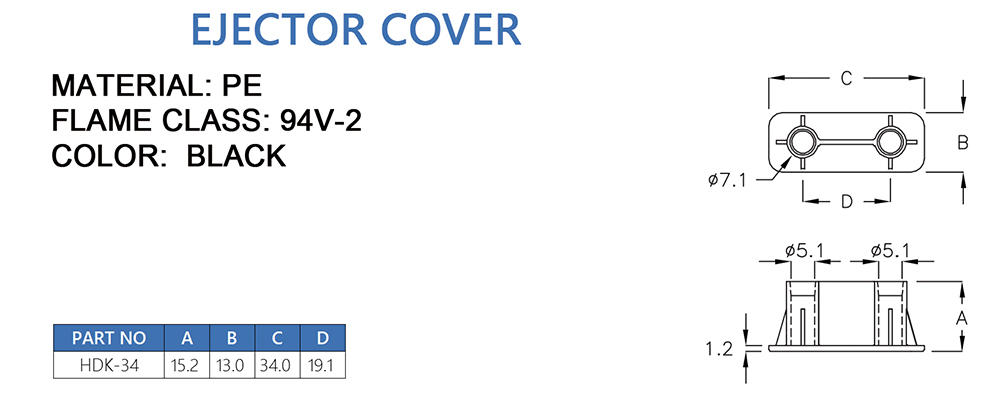 EJECTOR COVER
MATERIAL: PE
FLAME CLASS: 94V-2
COLOR: BLACK
C
B
ø7.1
D
ø5.1 ø5.1
A
1.2
PART NO A B C D
HDK-34 15.2 13.0 34.0 19.1